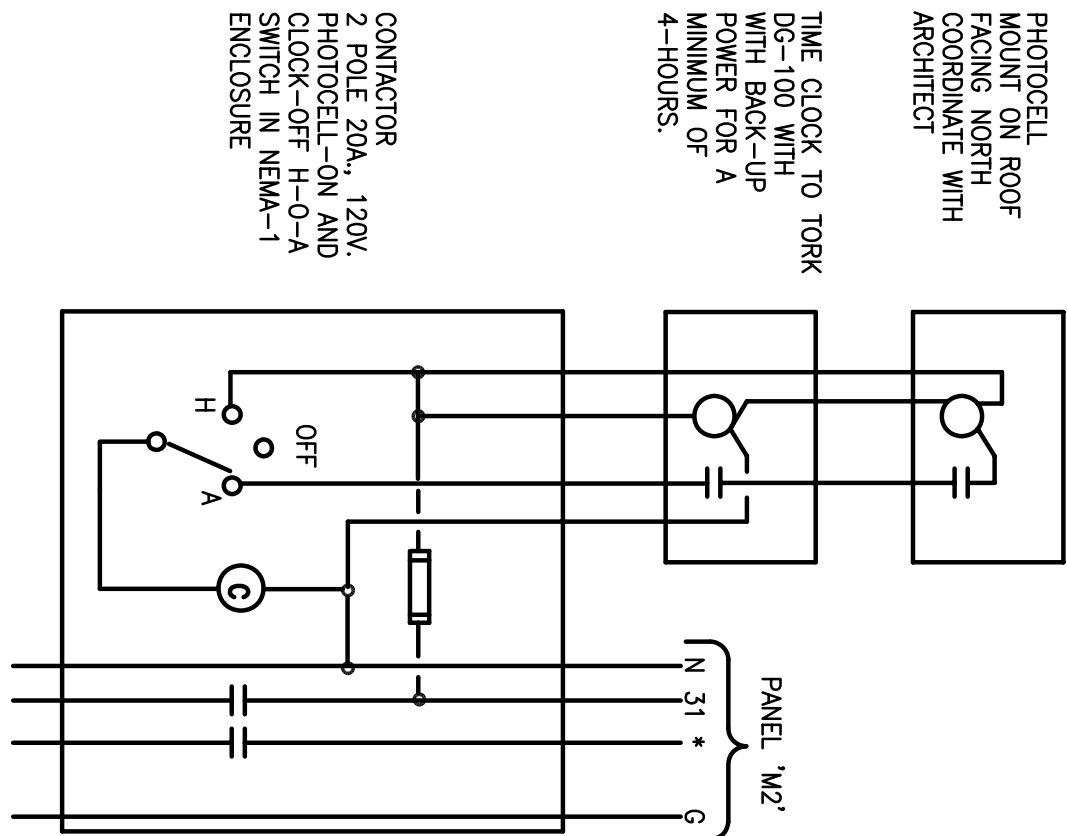 PHOTOCELL
MOUNT ON ROOF
FACING NORTH
COORDINATE WITH
ARCHITECT
TIME CLOCK TO TORK
DG-100 WITH
WITH BACK-UP
POWER FOR A
MINIMUM OF
4-HOURS.
CONTACTOR
2 POLE 20A., 120V.
PHOTOCELL-ON AND
CLOCK-OFF H-O-A
SWITCH IN NEMA-1
ENCLOSURE
H
OFF
A
C
N
31
*
G
PANEL 'M2'